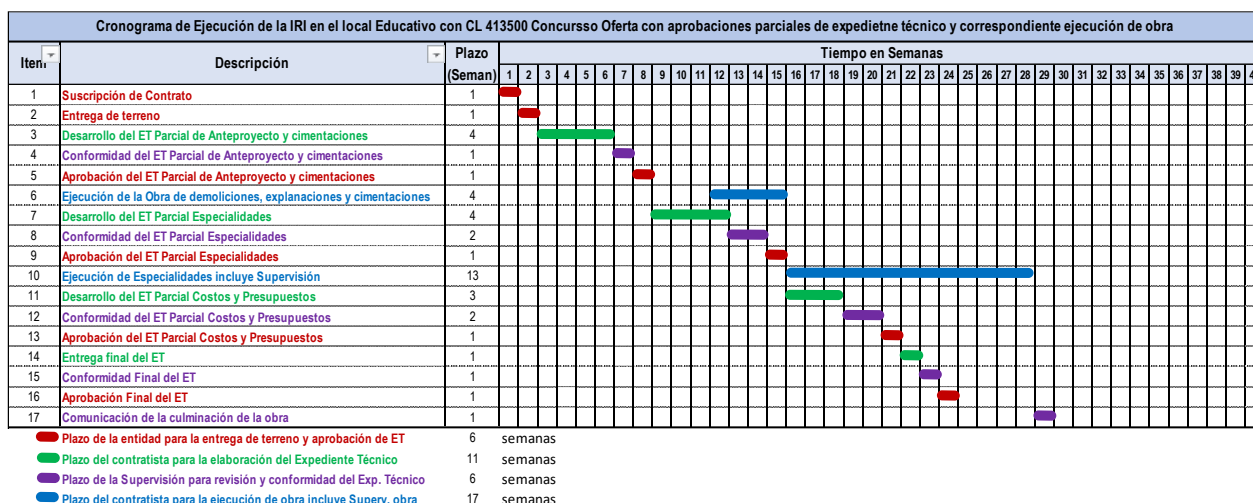 Cronograma de Ejecución de la IRI en el local Educativo con CL 413500 Concursso Oferta con aprobaciones parciales de expedietne técnico y correspondiente ejecución de obra
Item Descripción Plazo (Seman) Tiempo en Semanas
1 2 3 4 5 6 7 8 9 10 11 12 13 14 15 16 17 18 19 20 21 22 23 24 25 26 27 28 29 30 31 32 33 34 35 36 37 38 39 4
1 Suscripción de Contrato 1
2 Entrega de terreno 1
3 Desarrollo del ET Parcial de Anteproyecto y cimentaciones 4
4 Conformidad del ET Parcial de Anteproyecto y cimentaciones 1
5 Aprobación del ET Parcial de Anteproyecto y cimentaciones 1
6 Ejecución de la Obra de demoliciones, explanaciones y cimentaciones 4
7 Desarrollo del ET Parcial Especialidades 4
8 Conformidad del ET Parcial Especialidades 2
9 Aprobación del ET Parcial Especialidades 1
10 Ejecución de Especialidades incluye Supervisión 13
11 Desarrollo del ET Parcial Costos y Presupuestos 3
12 Conformidad del ET Parcial Costos y Presupuestos 2
13 Aprobación del ET Parcial Costos y Presupuestos 1
14 Entrega final del ET 1
15 Conformidad Final del ET 1
16 Aprobación Final del ET 1
17 Comunicación de la culminación de la obra 1
Plazo de la entidad para la entrega de terreno y aprobación de ET 6 semanas
Plazo del contratista para la elaboración del Expediente Técnico 11 semanas
Plazo de la Supervisión para revisión y conformidad del Exp. Técnico 6 semanas
Plazo del contratista para la ejecución de obra incluye Superv. obra 17 semanas